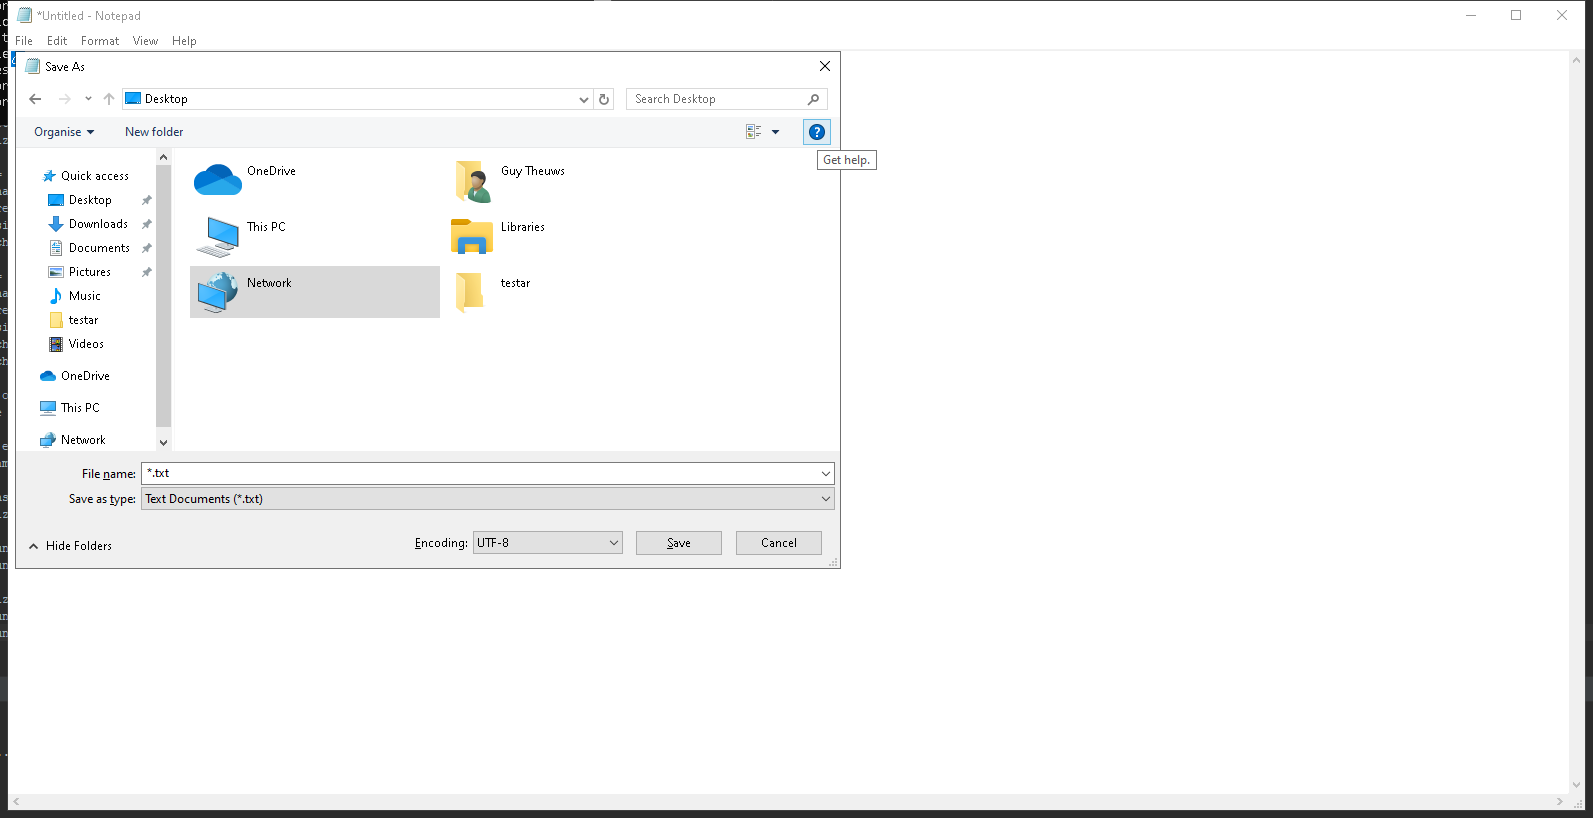 *Untitled - Notepad
File Edit Format View Help
Save As
Desktop
Search Desktop
Organise New folder
Get help.
Quick access
Desktop
Downloads
Documents
Pictures
Music
testar
Videos
OneDrive
This PC
Network
OneDrive Guy Theuws
This PC Libraries
Network testar
File name: *.txt
Save as type: Text Documents (*.txt)
Hide Folders
Encoding: UTF-8 Save Cancel